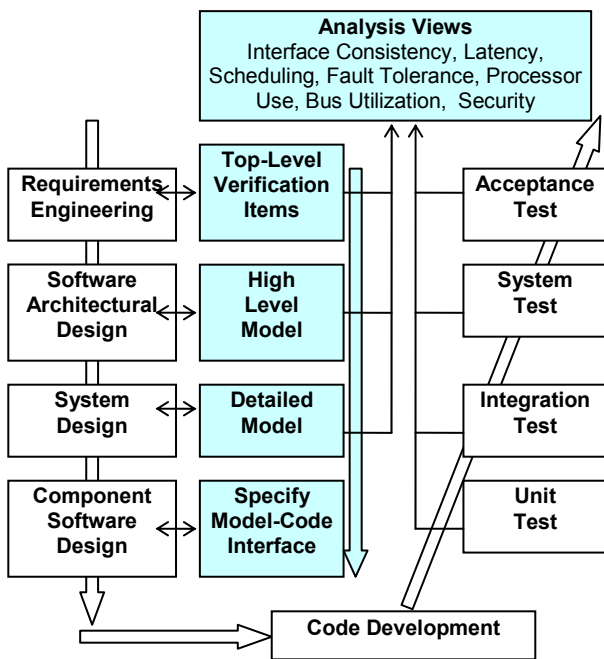 Analysis Views
Interface Consistency, Latency,
Scheduling, Fault Tolerance, Processor
Use, Bus Utilization, Security
Requirements
Engineering
Top-Level
Verification
Items
Acceptance
Test
Software
Architectural
Design
High
Level
Model
System
Test
System
Design
Detailed
Model
Integration
Test
Component
Software
Design
Specify
Model-Code
Interface
Unit
Test
Code Development